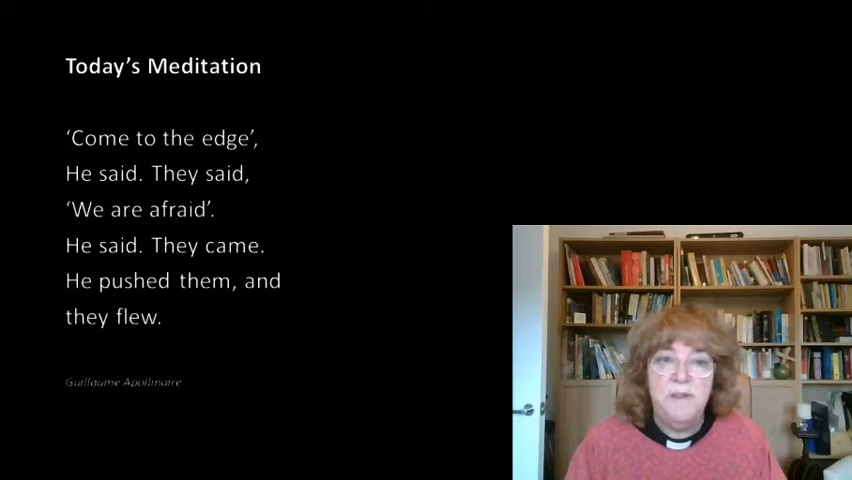 Today’s Meditation
‘Come to the edge’,
He said. They said,
‘We are afraid’.
He said. They came.
He pushed them, and
they flew.
Guillaume Apollinaire